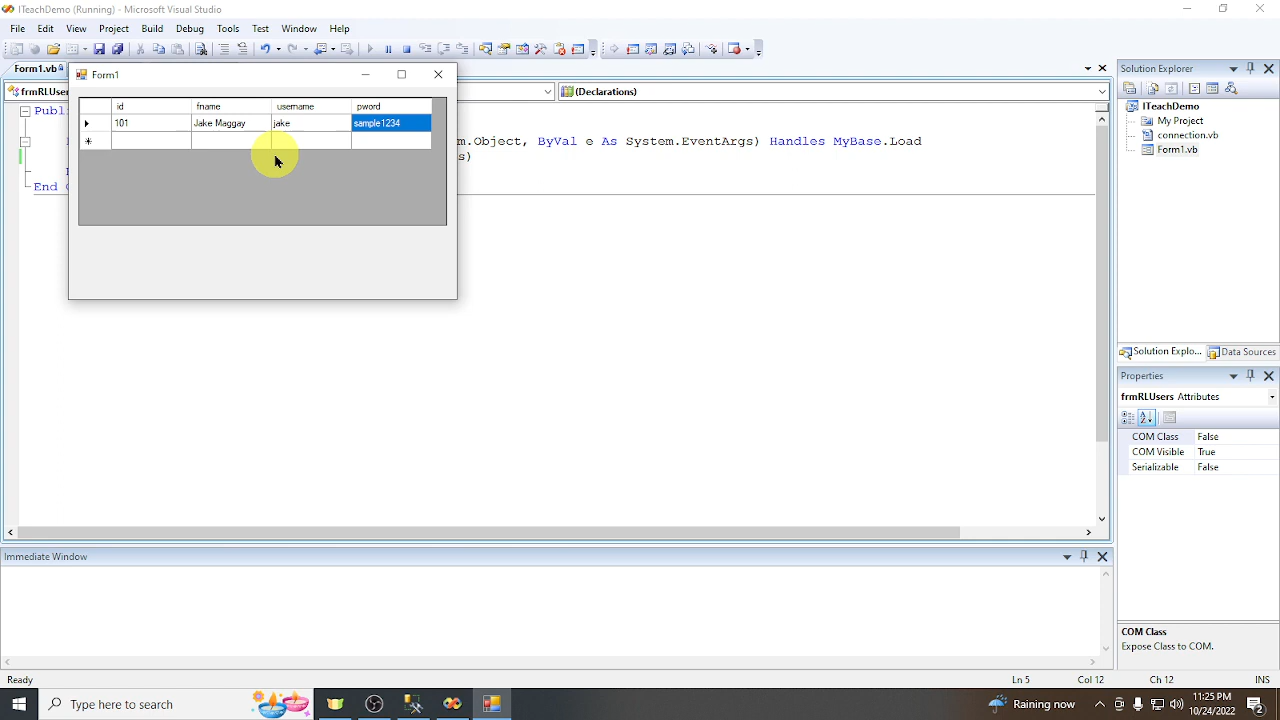 ITeachDemo (Running) - Microsoft Visual Studio
File Edit View Project Build Debug Tools Test Window Help
Form1.vb
Form1
Solution Explorer
frmRLUsers
(Declarations)
id fname username pword
101 Jake Maggay jake sample1234
Public
m.Object, ByVal e As System.EventArgs) Handles MyBase.Load
s)
End
ITeachDemo
My Project
connection.vb
Form1.vb
Solution Explo... Data Sources
Properties
frmRLUsers Attributes
COM Class False
COM Visible True
Serializable False
Immediate Window
COM Class
Expose Class to COM.
Ready Ln 5 Col 12 Ch 12 INS
Type here to search
Raining now
11:25 PM
10/24/2022